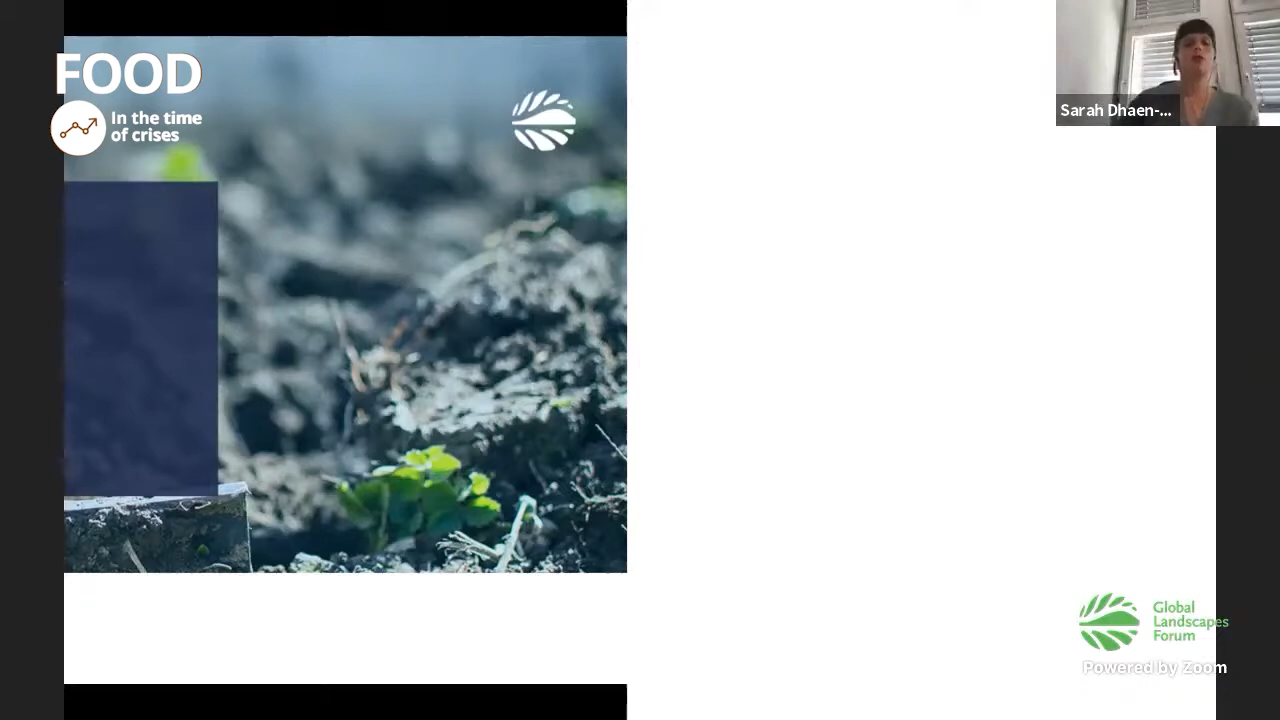 FOOD
In the time
of crises
Sarah Dhaen-...
Global
Landscapes
Forum
Powered by Zoom